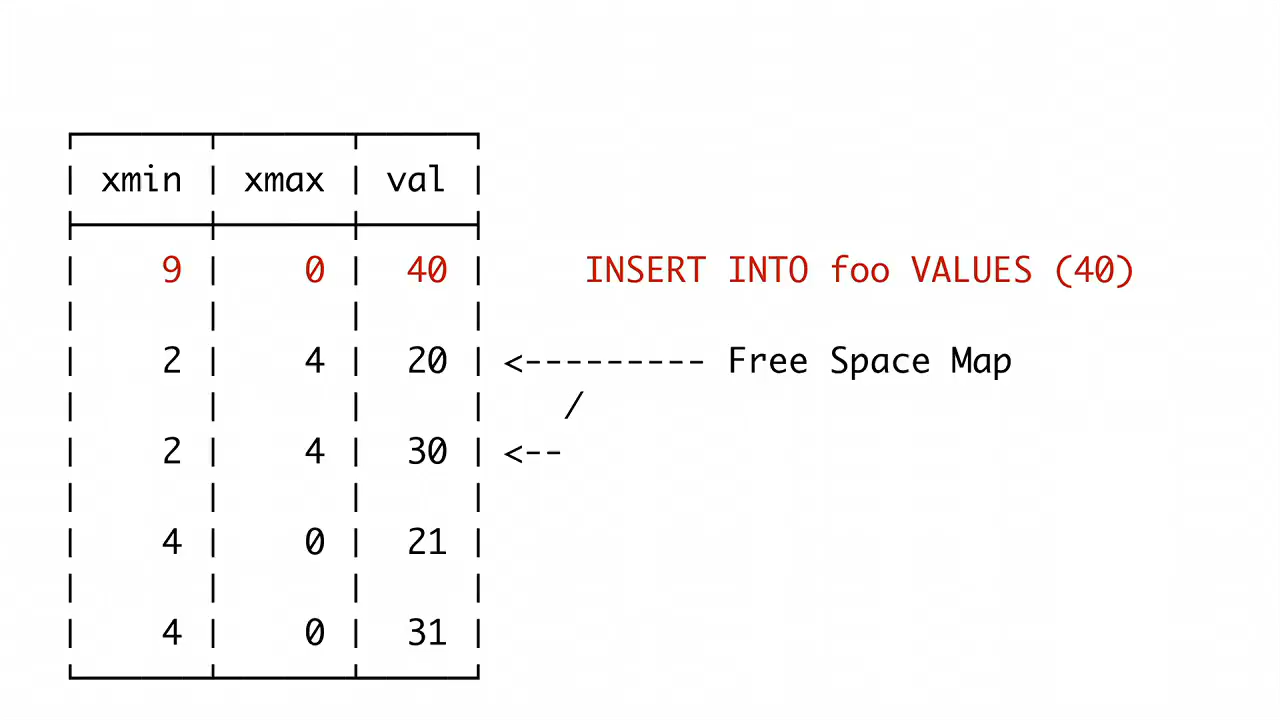 xmin | xmax | val
9 | 0 | 40 INSERT INTO foo VALUES (40)
2 | 4 | 20 <--------- Free Space Map
/
2 | 4 | 30 <--
4 | 0 | 21
4 | 0 | 31